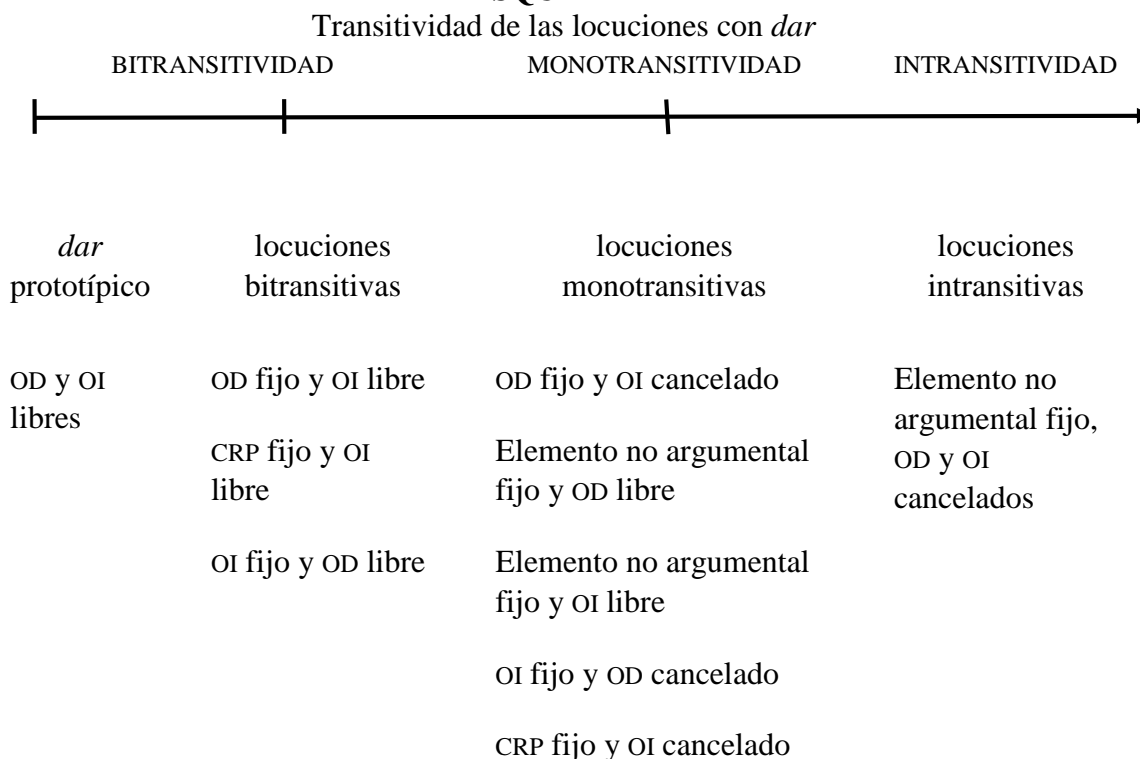 Transitividad de las locuciones con dar
BITRANSITIVIDAD MONOTRANSITIVIDAD INTRANSITIVIDAD
dar prototípico
locuciones bitransitivas
locuciones monotransitivas
locuciones intransitivas
OD y OI
libres
OD fijo y OI libre
CRP fijo y OI
libre
OI fijo y OD libre
OD fijo y OI cancelado
Elemento no argumental
fijo y OD libre
Elemento no argumental
fijo y OI libre
OI fijo y OD cancelado
CRP fijo y OI cancelado
Elemento no
argumental fijo,
OD y OI
cancelados